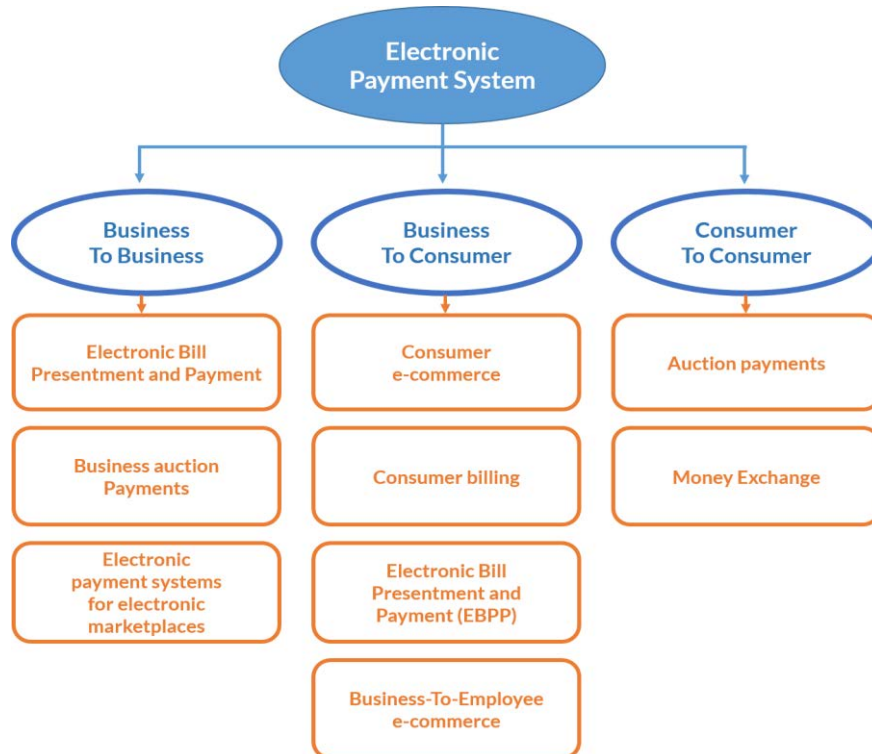 Electronic
Payment System
Business
To Business
Business
To Consumer
Consumer
To Consumer
Electronic Bill
Presentment and Payment
Business auction
Payments
Electronic
payment systems
for electronic
marketplaces
Consumer
e-commerce
Consumer billing
Electronic Bill
Presentment and
Payment (EBPP)
Business-To-Employee
e-commerce
Auction payments
Money Exchange